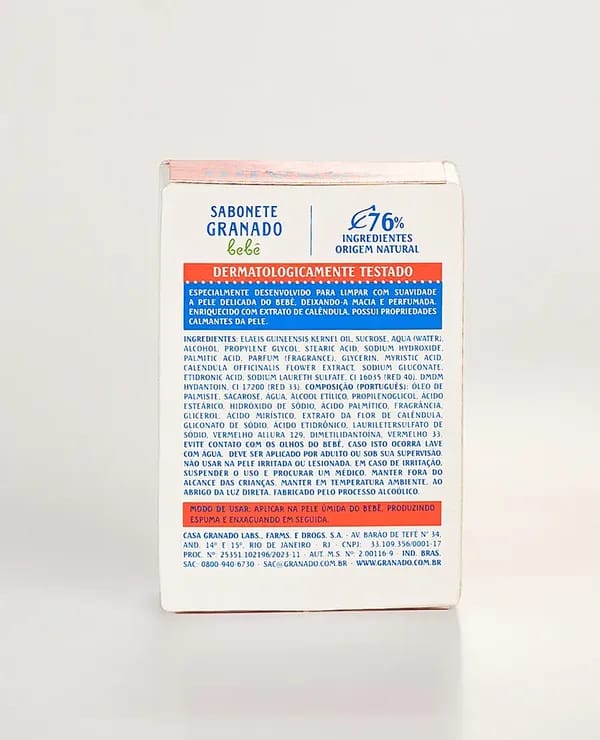 SABONETE
GRANADO
bebê
76%
INGREDIENTES
ORIGEM NATURAL
DERMATOLOGICAMENTE TESTADO
ESPECIALMENTE DESENVOLVIDO PARA LIMPAR COM SUAVIDADE
A PELE DELICADA DO BEBÊ, DEIXANDO-A MACIA E PERFUMADA.
ENRIQUECIDO COM EXTRATO DE CALÊNDULA. POSSUI PROPRIEDADES
CALMANTES DA PELE.
INGREDIENTES: ELAEIS GUINEENSIS KERNEL OIL, SUCROSE, AQUA (WATER),
ALCOHOL, PROPYLENE GLYCOL, STEARIC ACID, SODIUM HYDROXIDE,
PALMITIC ACID, PARFUM (FRAGRANCE), GLYCERIN, MYRISTIC ACID,
CALENDULA OFFICINALIS FLOWER EXTRACT, SODIUM GLUCONATE,
ETIDRONIC ACID, SODIUM LAURETH SULFATE, CI 16035 (RED 40), DMDM
HYDANTOIN, CI 17200 (RED 33). COMPOSIÇÃO (PORTUGUÊS): ÓLEO DE
PALMISTE, SACAROSE, ÁGUA, ÁLCOOL ETÍLICO, PROPILENOGLICOL, ÁCIDO
ESTEÁRICO, HIDRÓXIDO DE SÓDIO, ÁCIDO PALMÍTICO, FRAGRÂNCIA,
GLICEROL, ÁCIDO MIRÍSTICO, EXTRATO DA FLOR DE CALÊNDULA,
GLICONATO DE SÓDIO, ÁCIDO ETIDRÔNICO, LAURILETERSULFATO DE
SÓDIO, VERMELHO ALLURA 129, DIMETILIDANTOÍNA, VERMELHO 33.
EVITE CONTATO COM OS OLHOS DO BEBÊ, CASO ISTO OCORRA LAVE
COM ÁGUA. DEVE SER APLICADO POR ADULTO OU SOB SUA SUPERVISÃO.
NÃO USAR NA PELE IRRITADA OU LESIONADA. EM CASO DE IRRITAÇÃO,
SUSPENDER O USO E PROCURAR UM MÉDICO. MANTER FORA DO
ALCANCE DAS CRIANÇAS. MANTER EM TEMPERATURA AMBIENTE. AO
ABRIGO DA LUZ DIRETA. FABRICADO PELO PROCESSO ALCOÓLICO.
MODO DE USAR: APLICAR NA PELE ÚMIDA DO BEBÊ, PRODUZINDO
ESPUMA E ENXAGUANDO EM SEGUIDA.
CASA GRANADO LABS., FARMS. E DROGS. S.A. · AV. BARÃO DE TEFÉ Nº 34,
AND. 14º E 15º, RIO DE JANEIRO · RJ · CNPJ: 33.109.356/0001-17
PROC. Nº: 25351.102196/2023-11 · AUT. M.S. Nº: 2.00116-9 · IND. BRAS.
SAC: 0800-940-6730 · SAC@GRANADO.COM.BR · WWW.GRANADO.COM.BR